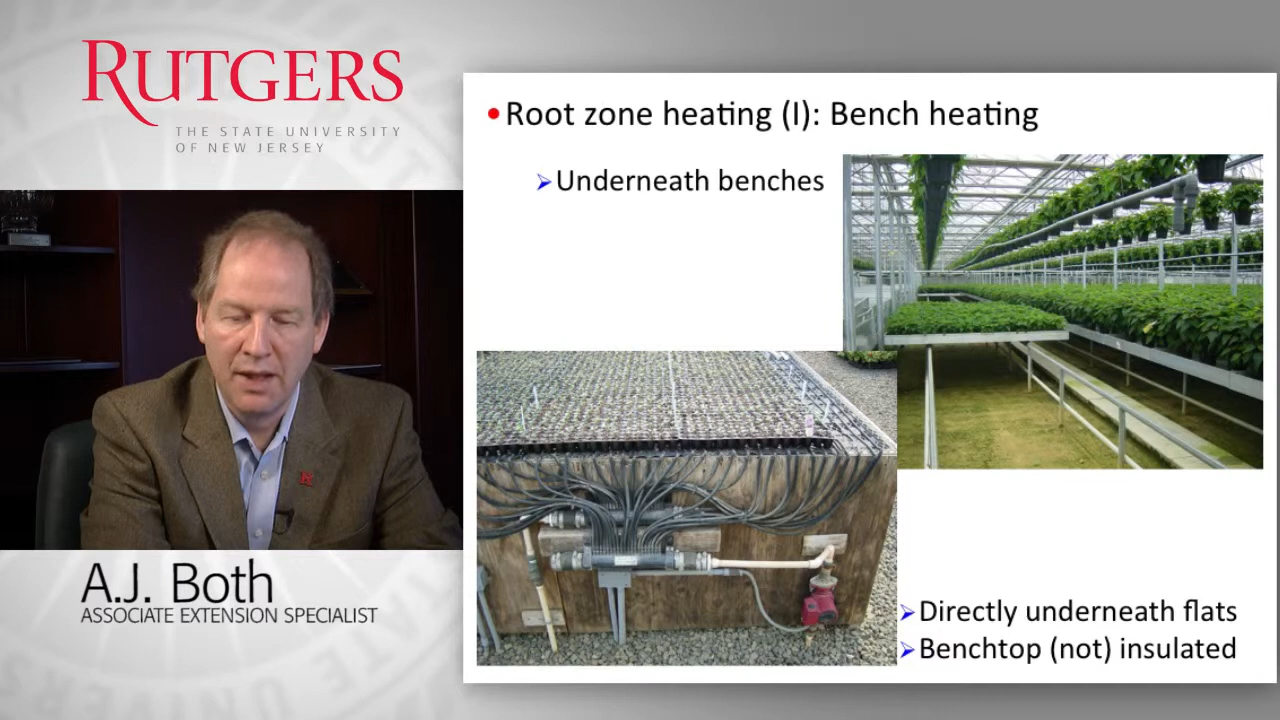 RUTGERS
THE STATE UNIVERSITY
OF NEW JERSEY
A.J. Both
ASSOCIATE EXTENSION SPECIALIST
•Root zone heating (I): Bench heating
➢Underneath benches
➢Directly underneath flats
➢Benchtop (not) insulated